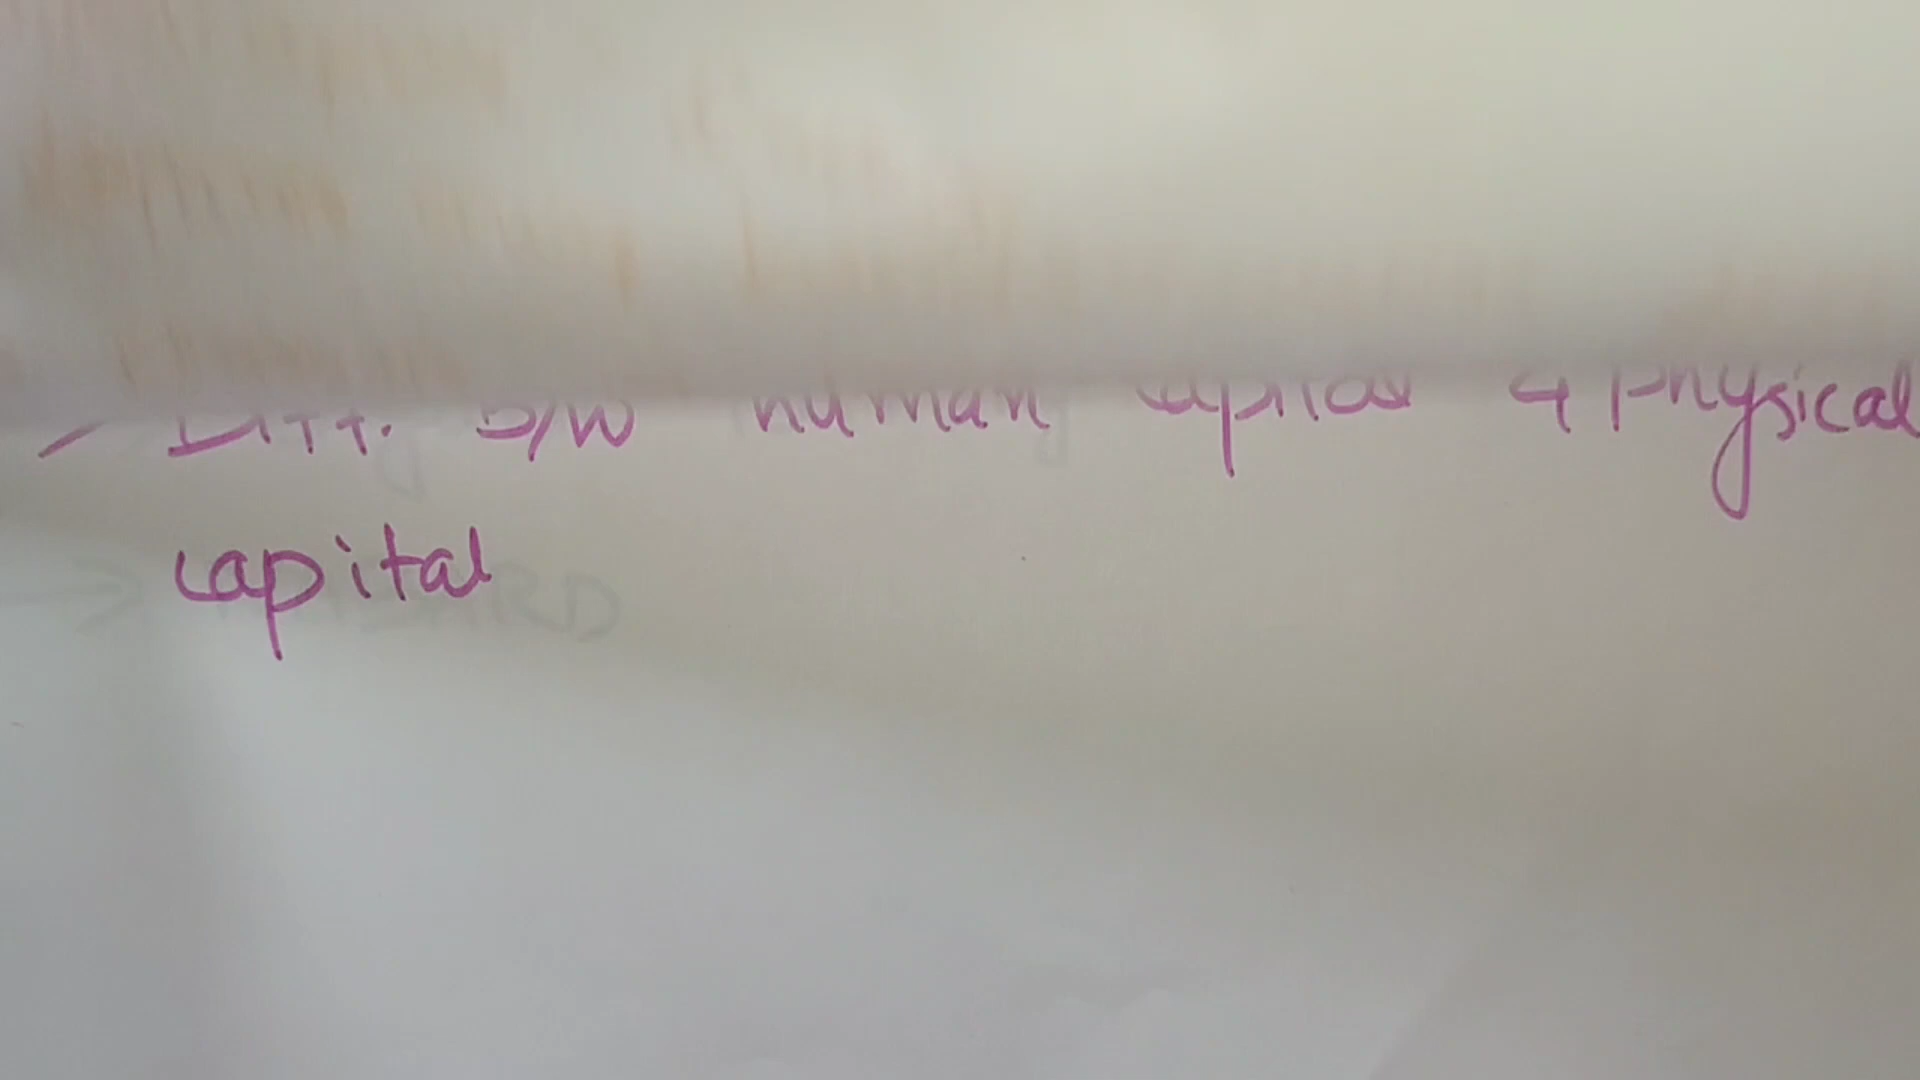 → Diff. B/W human capital & physical
capital